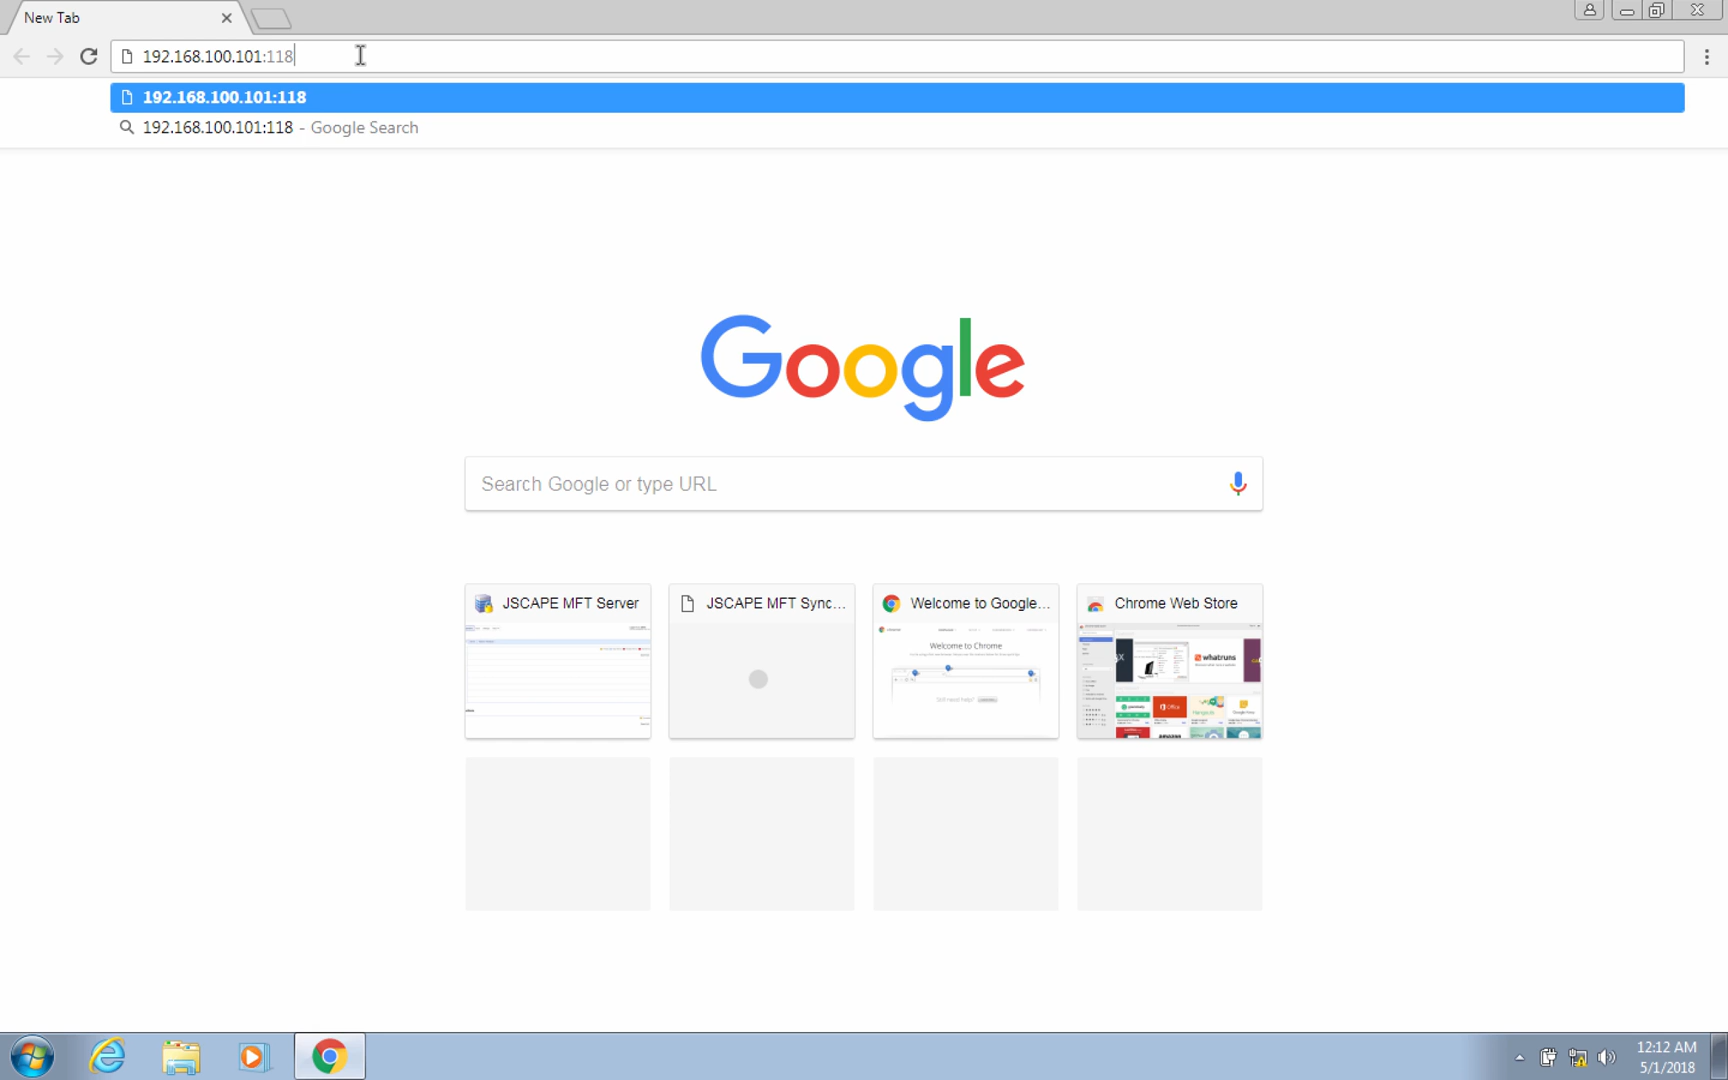 New Tab
192.168.100.101:118
192.168.100.101:118
192.168.100.101:118 - Google Search
Google
Search Google or type URL
JSCAPE MFT Server
JSCAPE MFT Sync...
Welcome to Google...
Chrome Web Store
Welcome to Chrome
whatruns
Office
12:12 AM
5/1/2018